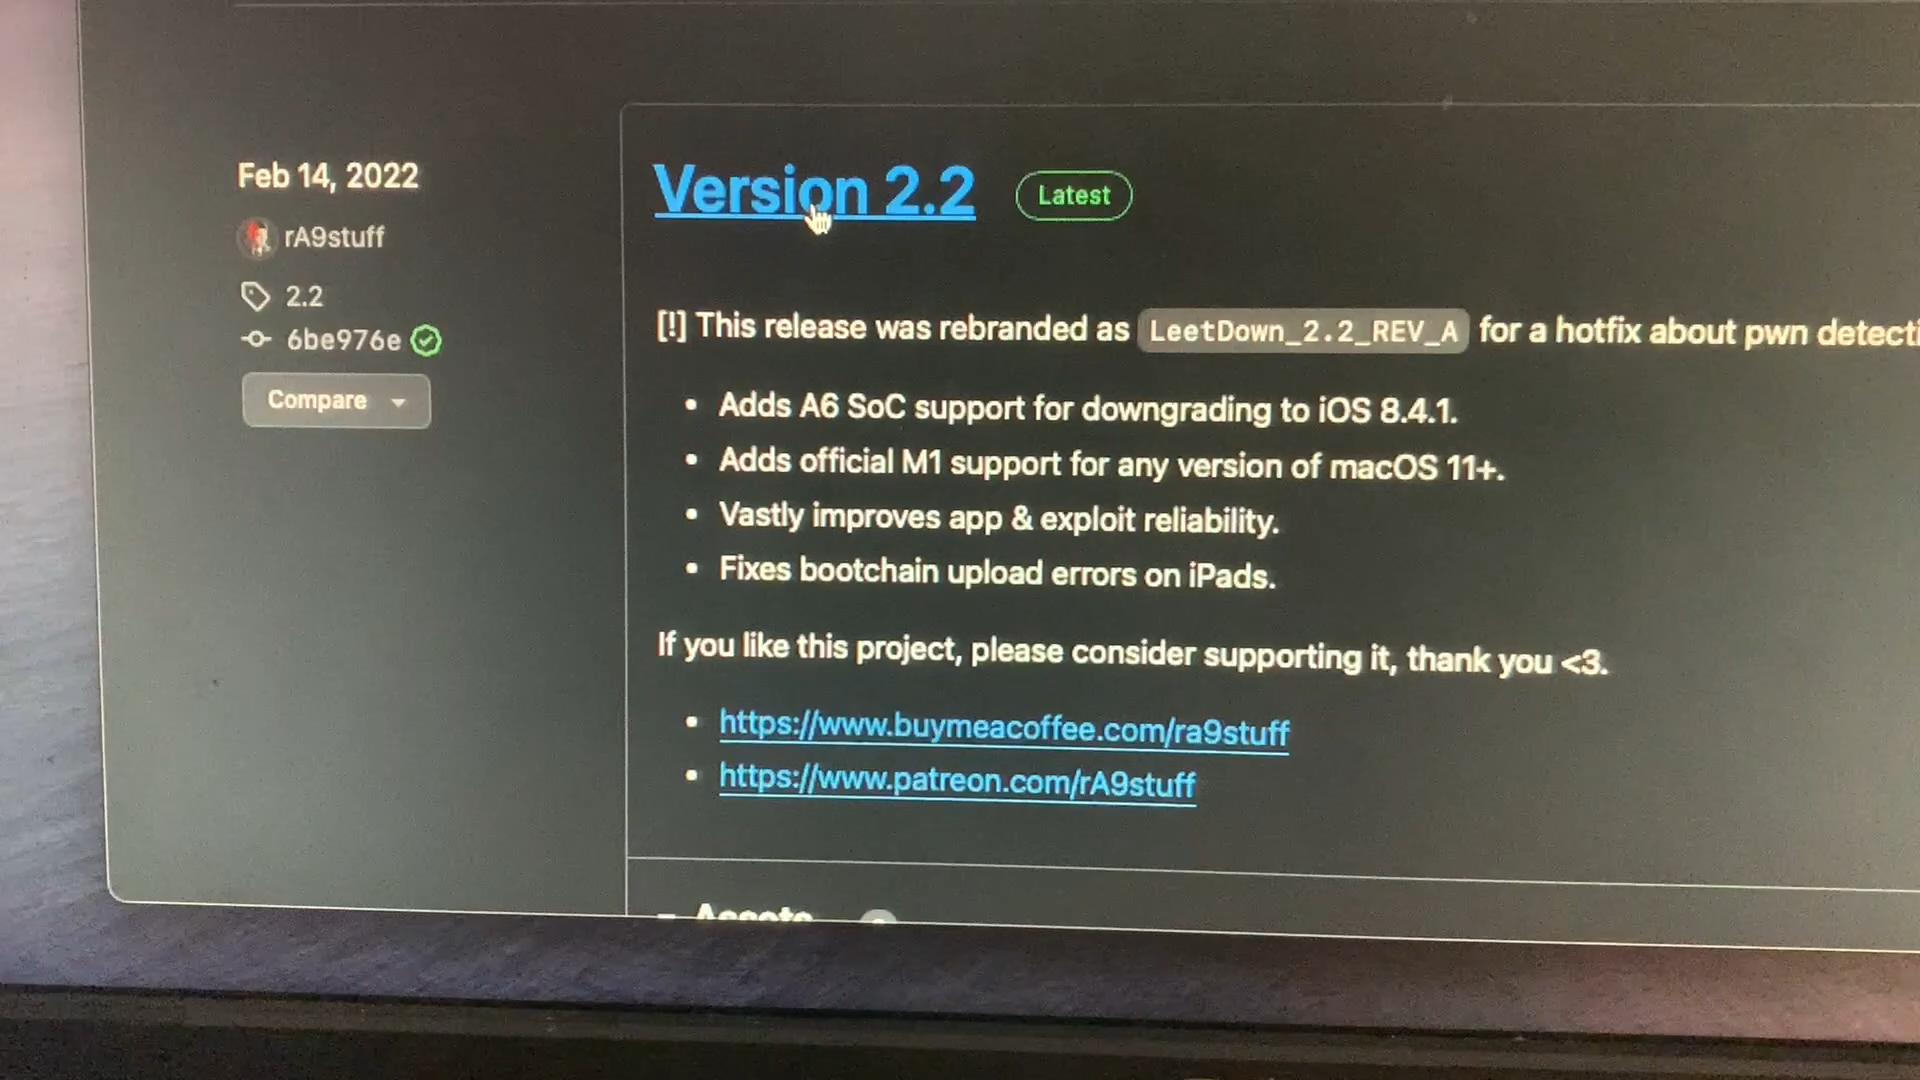 Feb 14, 2022
rA9stuff
2.2
6be976e
Compare
Version 2.2 Latest
[!] This release was rebranded as LeetDown_2.2_REV_A for a hotfix about pwn
• Adds A6 SoC support for downgrading to iOS 8.4.1.
• Adds official M1 support for any version of macOS 11+.
• Vastly improves app & exploit reliability.
• Fixes bootchain upload errors on iPads.
If you like this project, please consider supporting it, thank you <3.
• https://www.buymeacoffee.com/ra9stuff
• https://www.patreon.com/rA9stuff
Assets